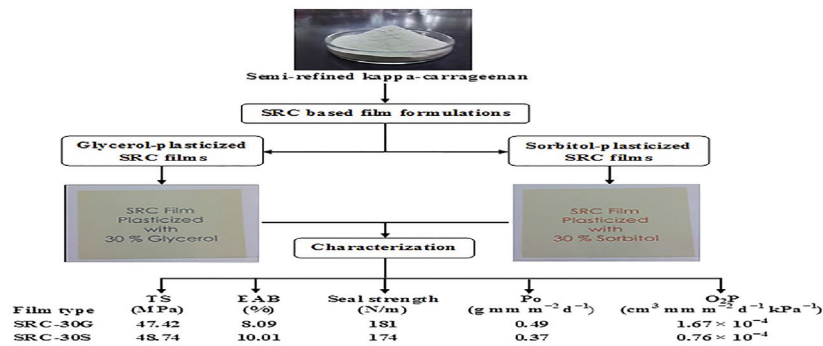 Semi-refined kappa-carrageenan
SRC based film formulations
Glycerol-plasticized
SRC films
Sorbitol-plasticized
SRC films
SRC Film
Plasticized
with
30 % Glycerol
SRC Film
Plasticized
with
30 % Sorbitol
Characterization
Film type TS (MPa) EAB (%) Seal strength (N/m) Po (g mm m⁻² d⁻¹) O₂P (cm³ mm m⁻² d⁻¹ kPa⁻¹)
SRC-30G 47.42 8.09 181 0.49 1.67 × 10⁻⁴
SRC-30S 48.74 10.01 174 0.37 0.76 × 10⁻⁴